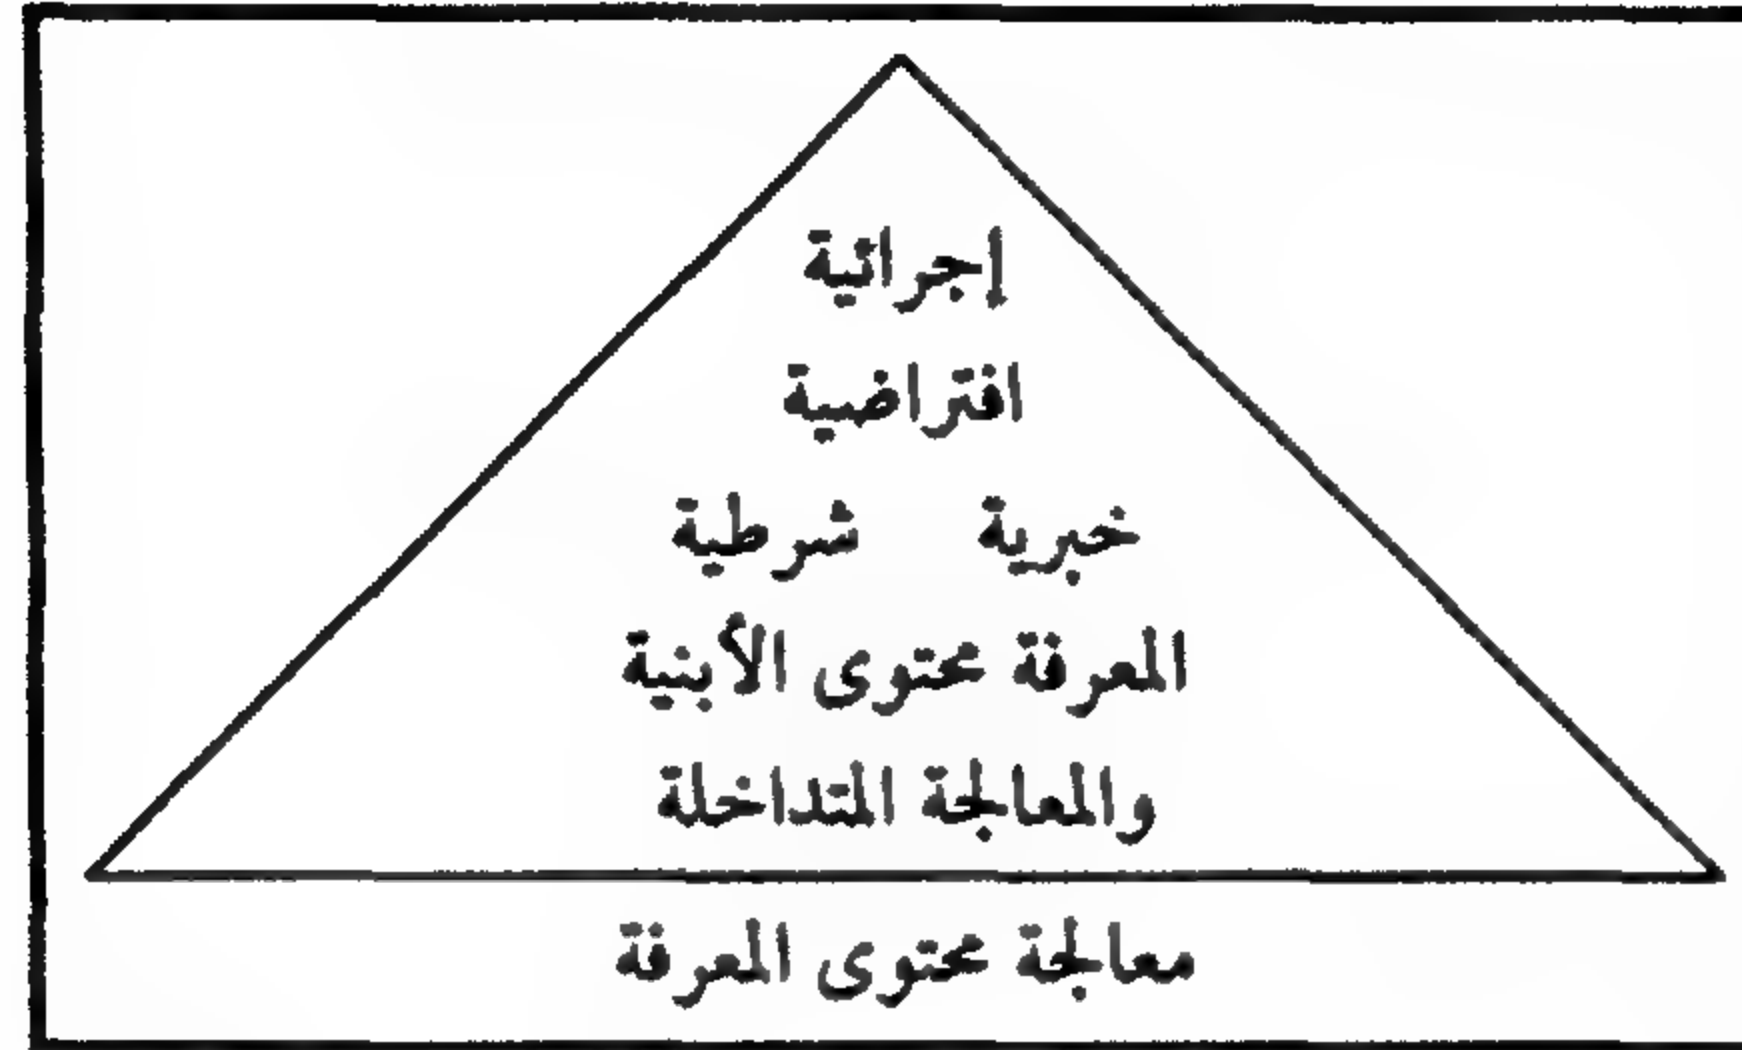 إجرائية
افتراضية
خبرية شرطية
المعرفة محتوى الأبنية
والمعالجة المتداخلة
معالجة محتوى المعرفة